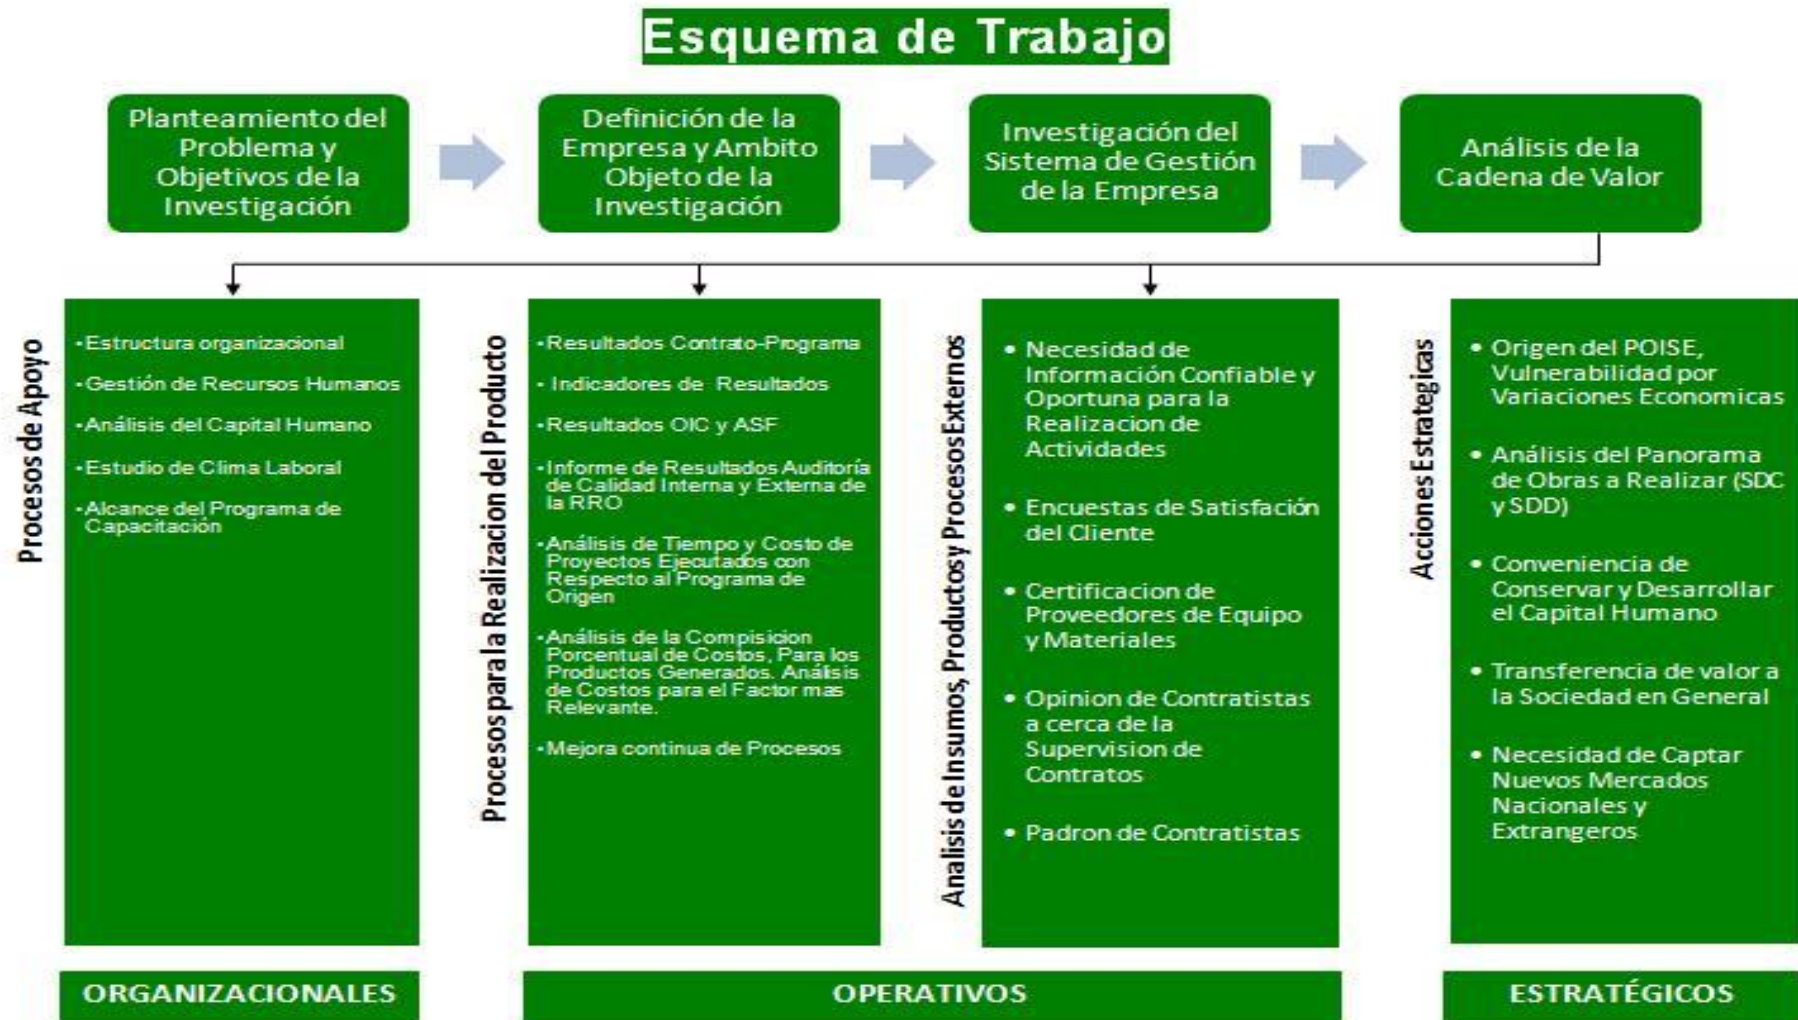 Esquema de Trabajo
Planteamiento del
Problema y
Objetivos de la
Investigación
Definición de la
Empresa y Ambito
Objeto de la
Investigación
Investigación del
Sistema de Gestión
de la Empresa
Análisis de la
Cadena de Valor
Procesos de Apoyo
•Estructura organizacional
•Gestión de Recursos Humanos
•Análisis del Capital Humano
•Estudio de Clima Laboral
•Alcance del Programa de
Capacitación
Procesos para la Realizacion del Producto
•Resultados Contrato-Programa
• Indicadores de Resultados
•Resultados OIC y ASF
•Informe de Resultados Auditoría
de Calidad Interna y Externa de
la RRO
•Análisis de Tiempo y Costo de
Proyectos Ejecutados con
Respecto al Programa de
Origen
•Análisis de la Compisicion
Porcentual de Costos, Para los
Productos Generados. Análisis
de Costos para el Factor mas
Relevante.
•Mejora continua de Procesos
Analisis de Insumos, Productos y Procesos Externos
• Necesidad de
Información Confiable y
Oportuna para la
Realizacion de
Actividades
• Encuestas de Satisfación
del Cliente
• Certificacion de
Proveedores de Equipo
y Materiales
• Opinion de Contratistas
a cerca de la
Supervision de
Contratos
• Padron de Contratistas
Acciones Estrategicas
• Origen del POISE,
Vulnerabilidad por
Variaciones Economicas
• Análisis del Panorama
de Obras a Realizar (SDC
y SDD)
• Conveniencia de
Conservar y Desarrollar
el Capital Humano
• Transferencia de valor a
la Sociedad en General
• Necesidad de Captar
Nuevos Mercados
Nacionales y
Extrangeros
ORGANIZACIONALES
OPERATIVOS
ESTRATÉGICOS